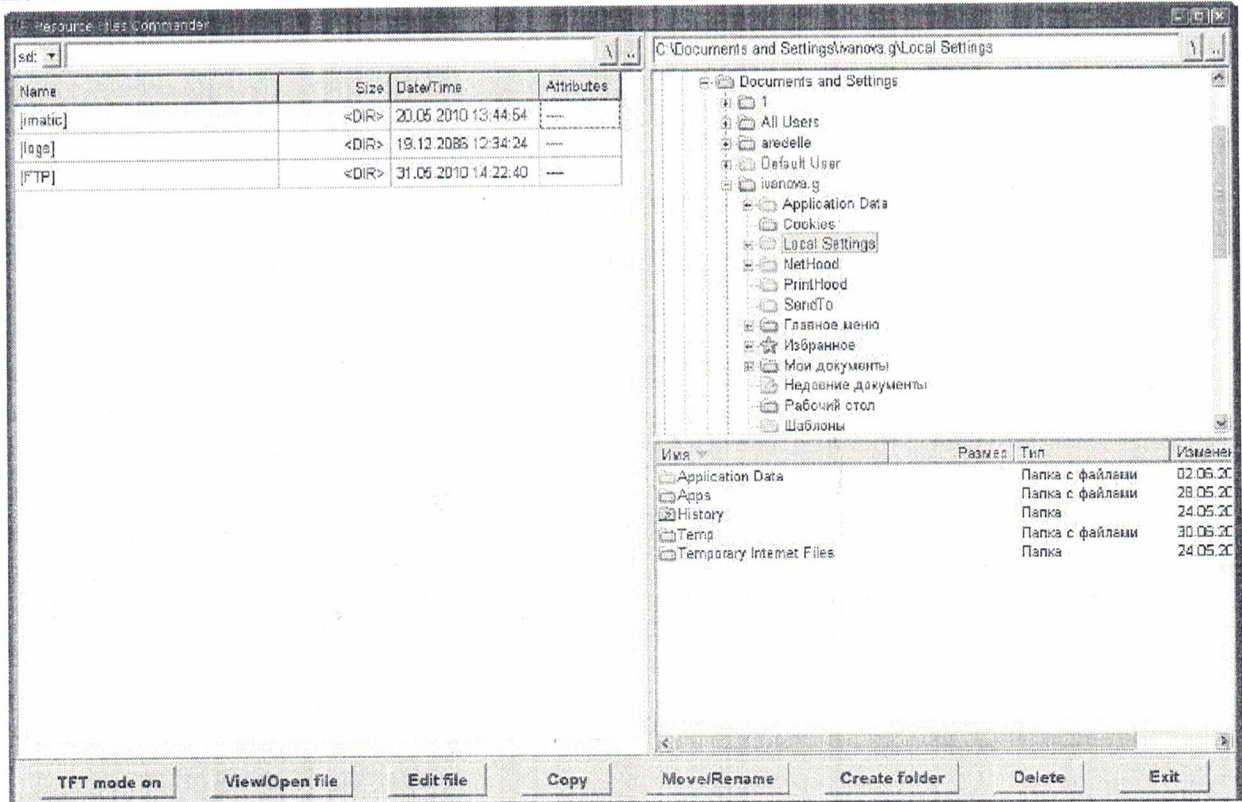 Resource Files Commander
sd:
\ ..
Name Size Date/Time Attributes
[imatic] <DIR> 20.05.2010 13:44:54 ----
[logs] <DIR> 19.12.2086 12:34:24 ----
[FTP] <DIR> 31.05.2010 14:22:40 ----
C:\Documents and Settings\ivanova.g\Local Settings
\ ..
Documents and Settings
1
All Users
aredelle
Default User
ivanova.g
Application Data
Cookies
Local Settings
NetHood
PrintHood
SendTo
Главное меню
Избранное
Мои документы
Недавние документы
Рабочий стол
Шаблоны
Имя Размер Тип Изменен
Application Data Папка с файлами 02.06.20
Apps Папка с файлами 28.05.20
History Папка 24.05.20
Temp Папка с файлами 30.06.20
Temporary Internet Files Папка 24.05.20
TFT mode on View/Open file Edit file Copy Move/Rename Create folder Delete Exit